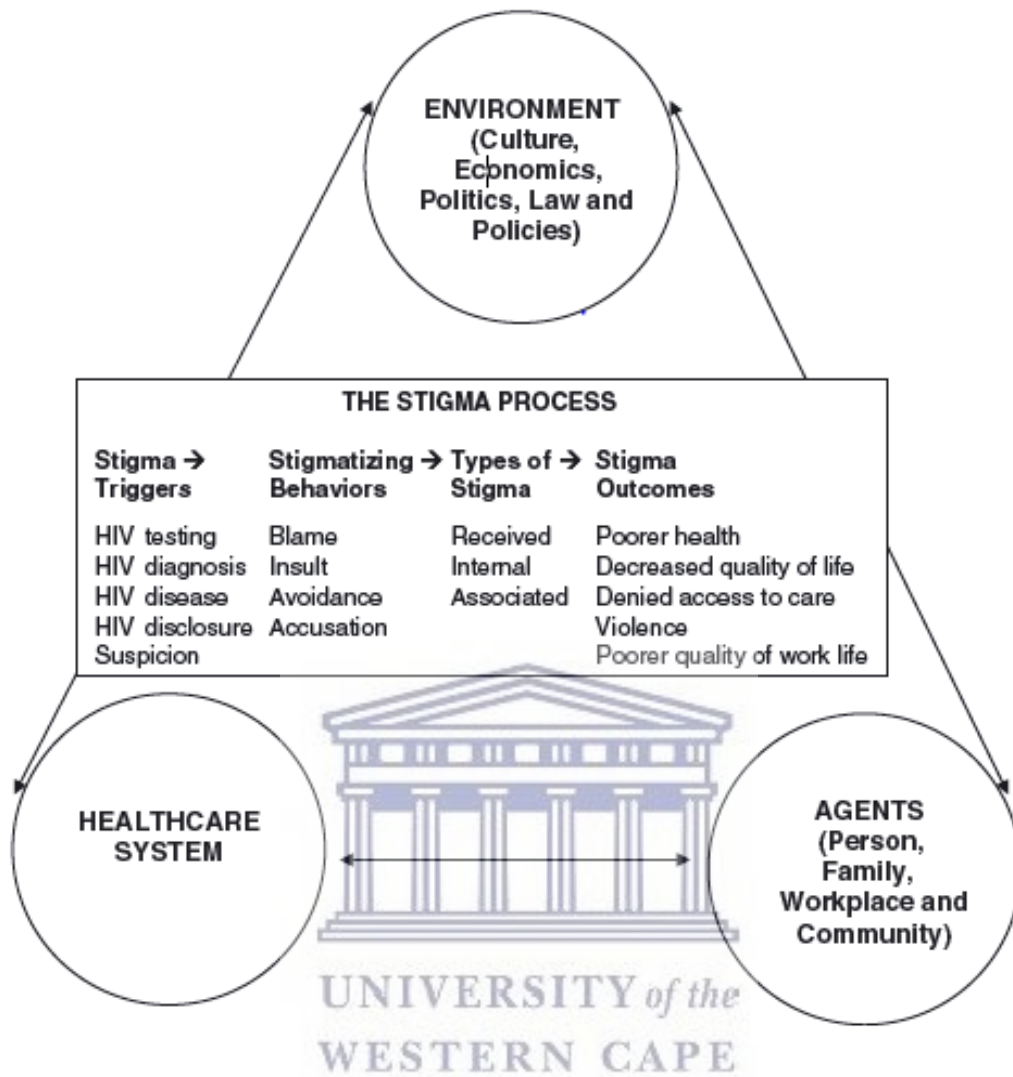 ENVIRONMENT
(Culture,
Economics,
Politics, Law and
Policies)
THE STIGMA PROCESS
Stigma → Stigmatizing → Types of → Stigma
Triggers Behaviors Stigma Outcomes
HIV testing Blame Received Poorer health
HIV diagnosis Insult Internal Decreased quality of life
HIV disease Avoidance Associated Denied access to care
HIV disclosure Accusation Violence
Suspicion Poorer quality of work life
HEALTHCARE
SYSTEM
AGENTS
(Person,
Family,
Workplace and
Community)
UNIVERSITY of the
WESTERN CAPE